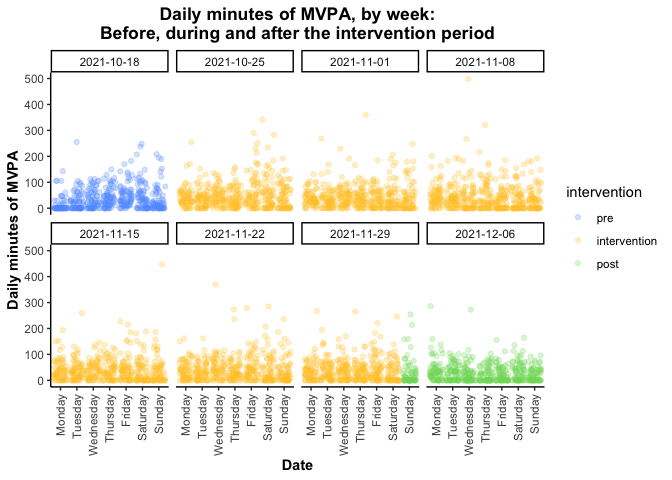 Daily minutes of MVPA, by week:
Before, during and after the intervention period
2021-10-18 2021-10-25 2021-11-01 2021-11-08
500
400
300
200
100
0
2021-11-15 2021-11-22 2021-11-29 2021-12-06
500
400
300
200
100
0
Daily minutes of MVPA
Monday Tuesday Wednesday Thursday Friday Saturday Sunday Monday Tuesday Wednesday Thursday Friday Saturday Sunday Monday Tuesday Wednesday Thursday Friday Saturday Sunday Monday Tuesday Wednesday Thursday Friday Saturday Sunday
Date
intervention
pre
intervention
post